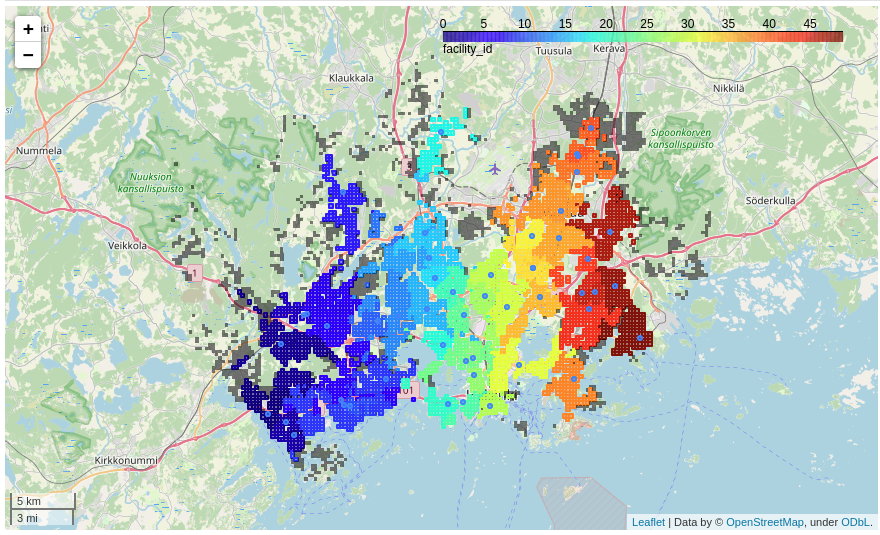 +
−
0 5 10 15 20 25 30 35 40 45
facility_id
Tuusula
Kerava
Klaukkala
Nikkilä
Nummela
Sipoonkorven
kansallispuisto
Nuuksion
kansallispuisto
Söderkulla
Veikkola
1
Kirkkonummi
5 km
3 mi
Leaflet | Data by © OpenStreetMap, under ODbL.